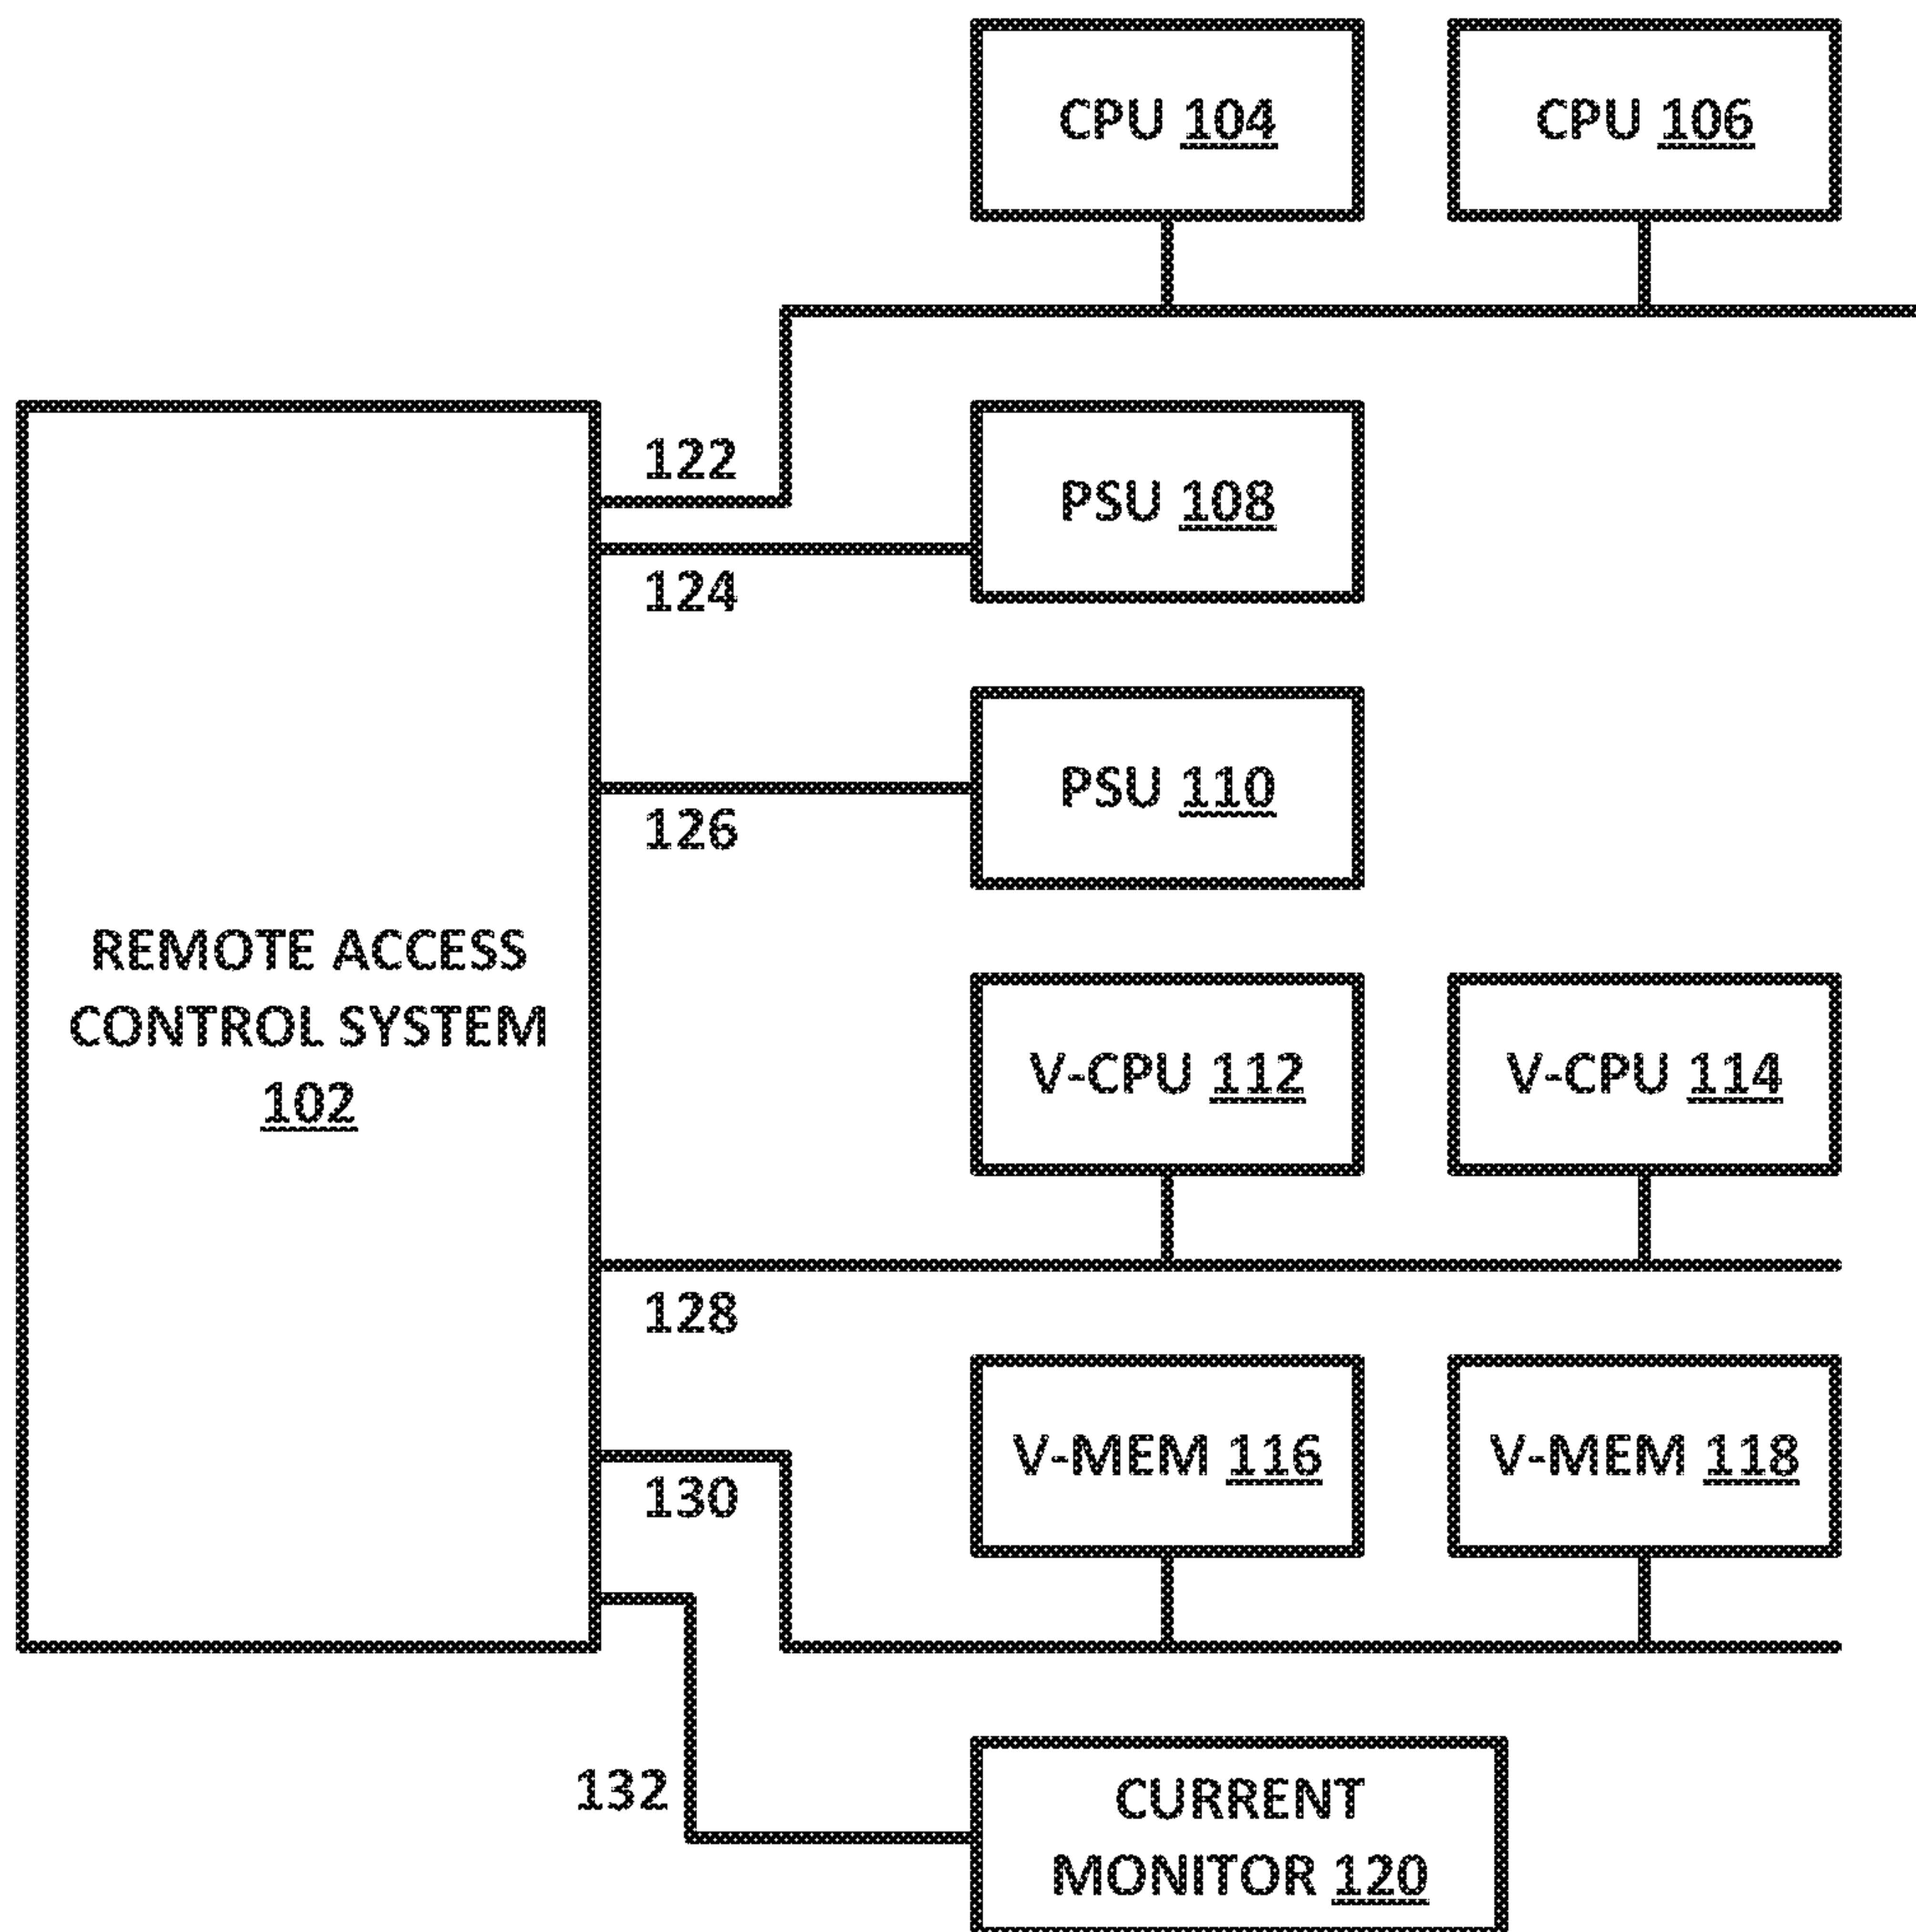 CPU 104
CPU 106
122
PSU 108
124
PSU 110
126
REMOTE ACCESS
CONTROL SYSTEM
102
V-CPU 112
V-CPU 114
128
V-MEM 116
V-MEM 118
130
132
CURRENT
MONITOR 120